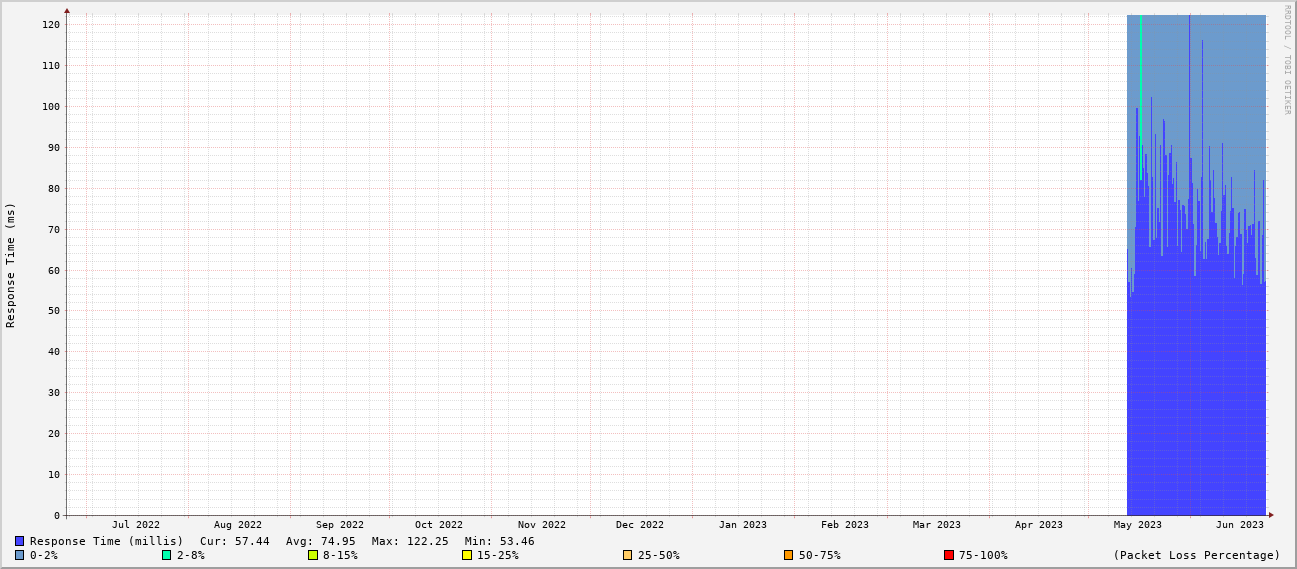 RRDTOOL / TOBI OETIKER
Response Time (ms)
120
110
100
90
80
70
60
50
40
30
20
10
0
Jul 2022 Aug 2022 Sep 2022 Oct 2022 Nov 2022 Dec 2022 Jan 2023 Feb 2023 Mar 2023 Apr 2023 May 2023 Jun 2023
Response Time (millis) Cur: 57.44 Avg: 74.95 Max: 122.25 Min: 53.46
0-2% 2-8% 8-15% 15-25% 25-50% 50-75% 75-100% (Packet Loss Percentage)